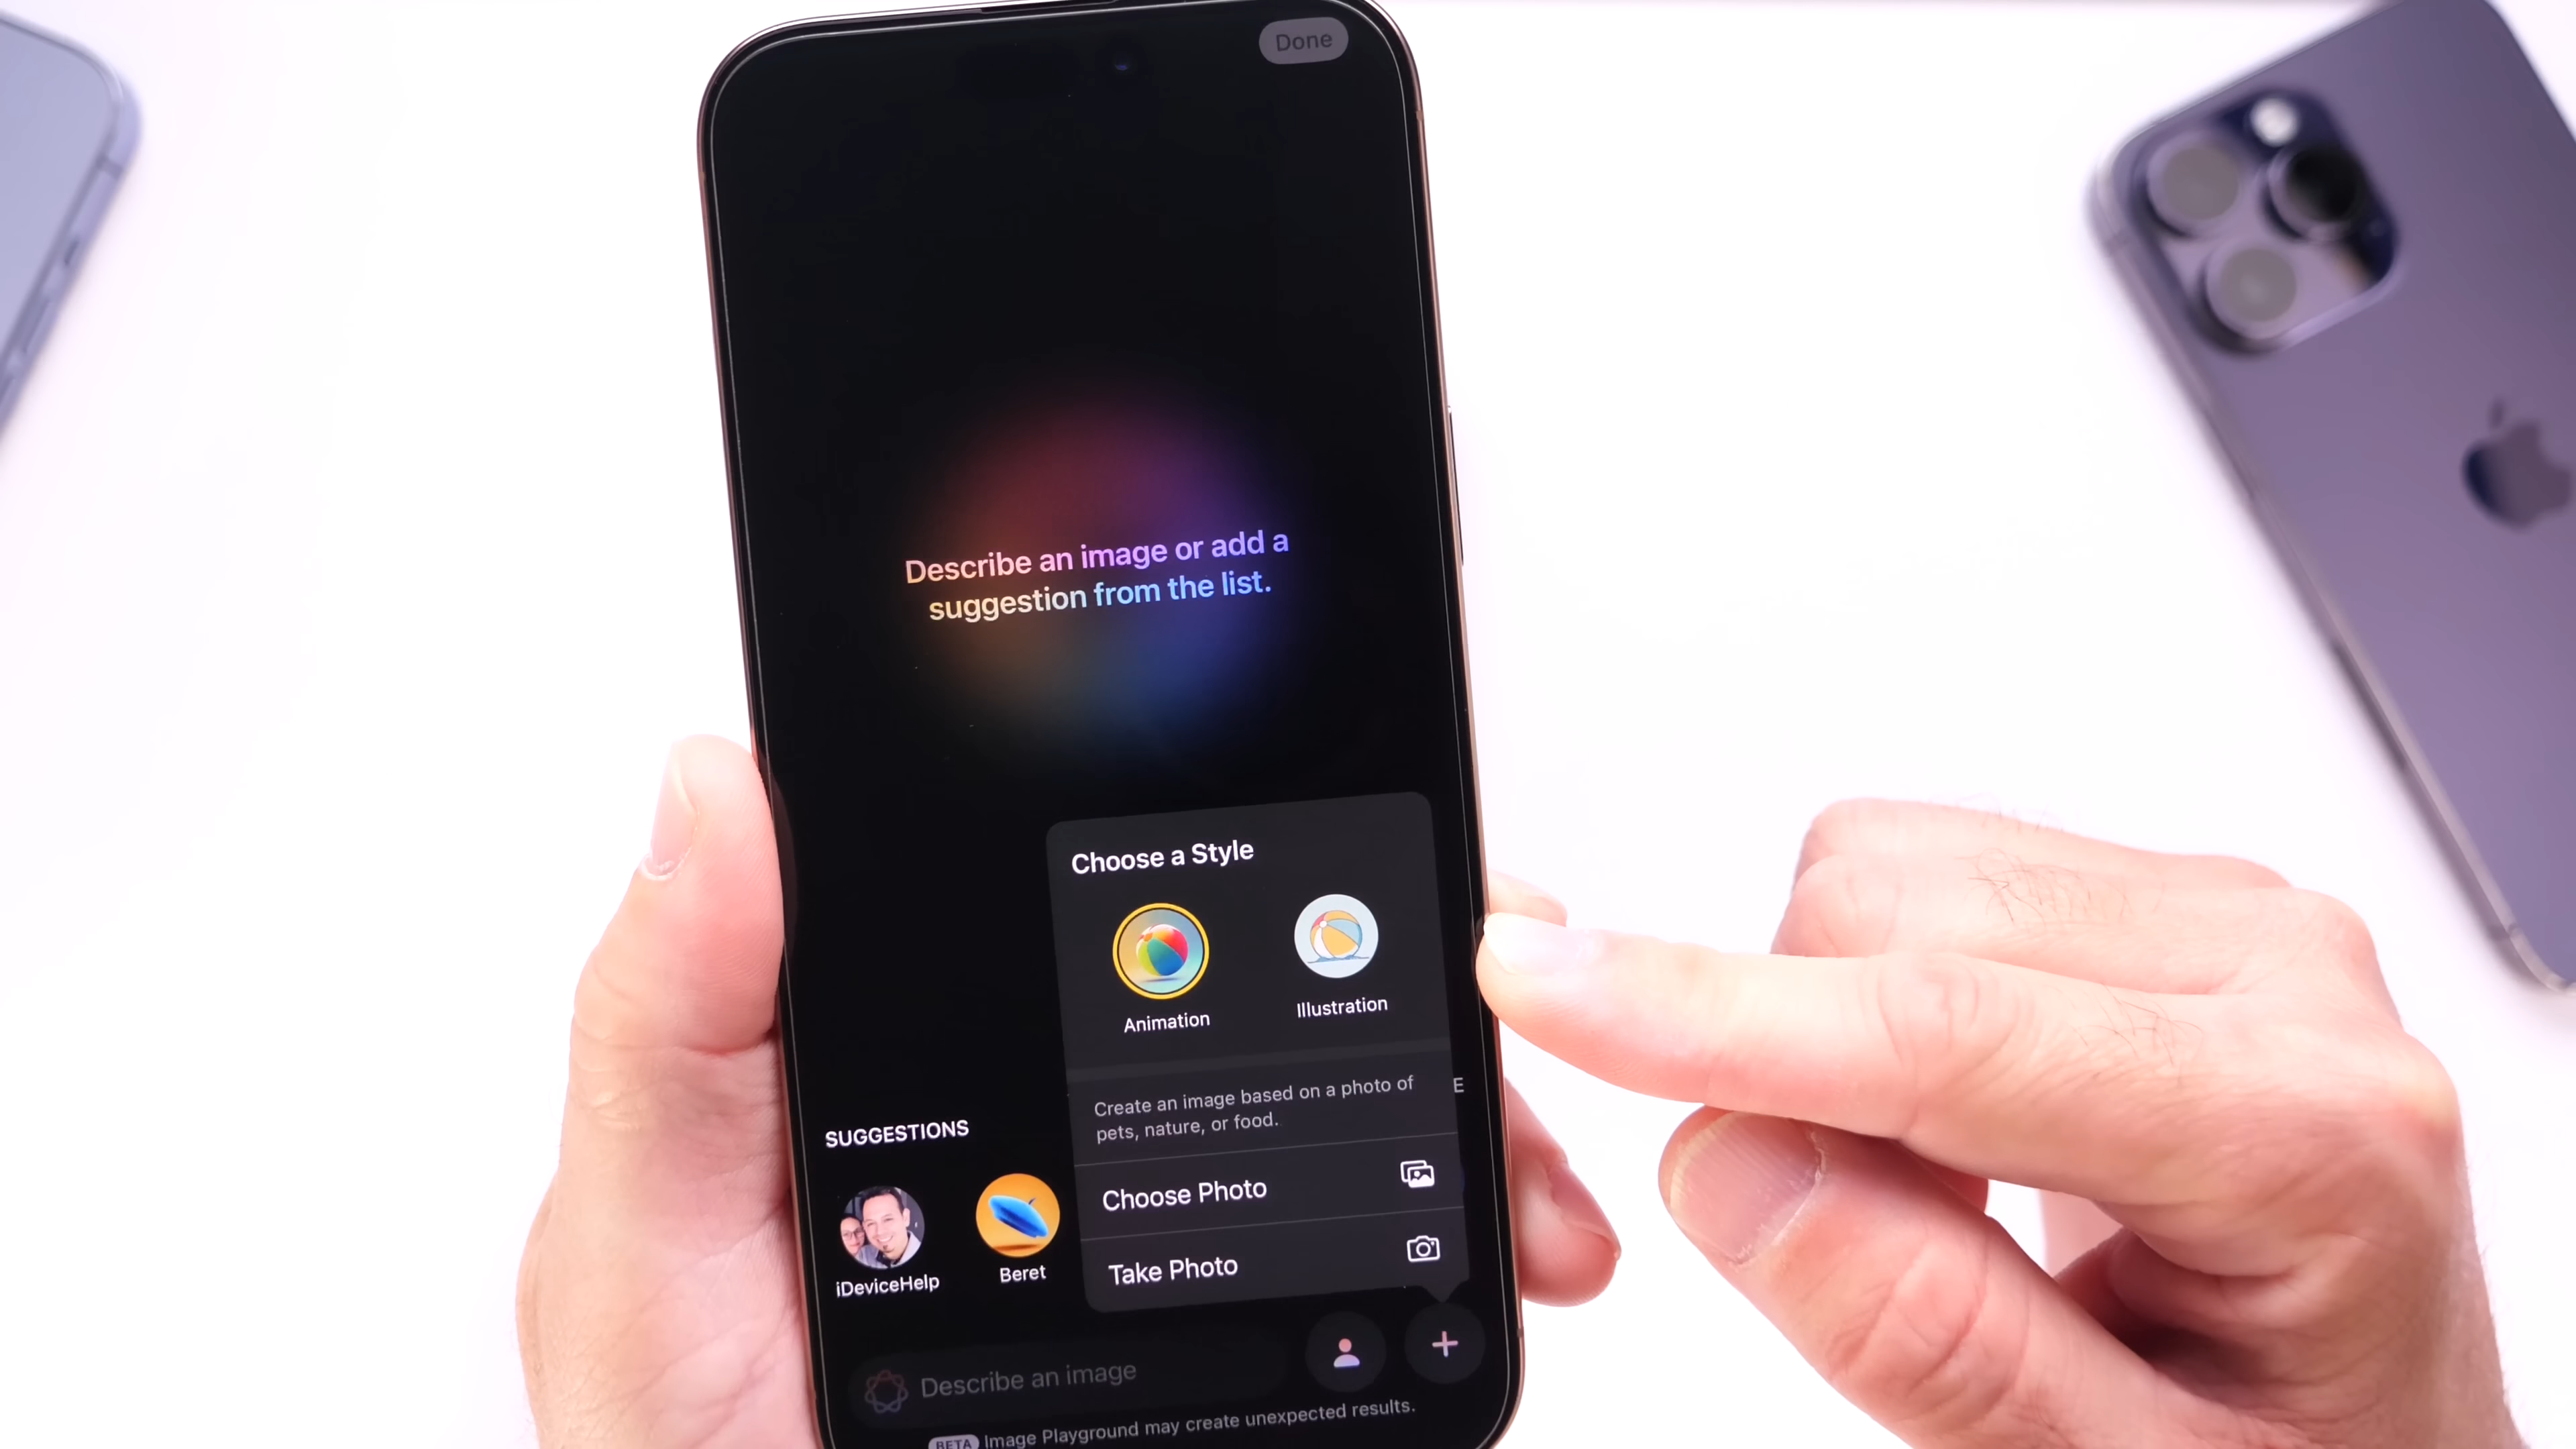 Done
Describe an image or add a
suggestion from the list.
Choose a Style
Animation
Illustration
Create an image based on a photo of
pets, nature, or food.
E
SUGGESTIONS
Choose Photo
iDeviceHelp
Beret
Take Photo
Describe an image
BETA Image Playground may create unexpected results.